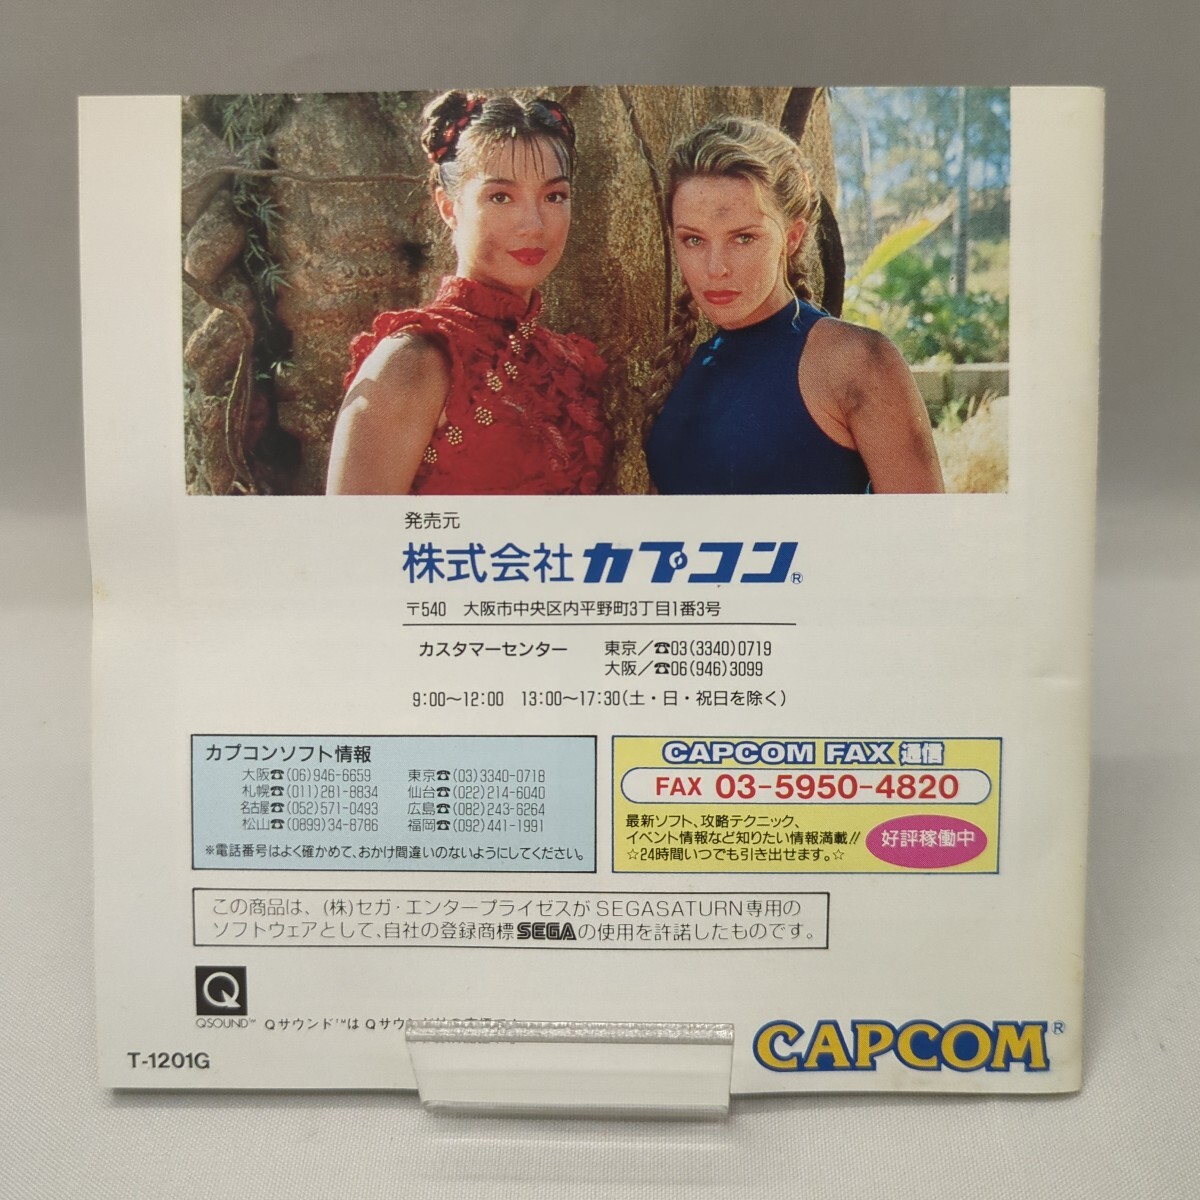 発売元
株式会社カプコン®
〒540 大阪市中央区内平野町3丁目1番3号
カスタマーセンター 東京／☎03(3340)0719
大阪／☎06(946)3099
9:00〜12:00 13:00〜17:30(土・日・祝日を除く)
カプコンソフト情報
大阪☎(06)946-6659 東京☎(03)3340-0718
札幌☎(011)281-8834 仙台☎(022)214-6040
名古屋☎(052)571-0493 広島☎(082)243-6264
松山☎(0899)34-8786 福岡☎(092)441-1991
※電話番号はよく確かめて、おかけ間違いのないようにしてください。
CAPCOM FAX 通信
FAX 03-5950-4820
最新ソフト、攻略テクニック、
イベント情報など知りたい情報満載!!
☆24時間いつでも引き出せます。☆
好評稼働中
この商品は、(株)セガ・エンタープライゼスがSEGASATURN専用の
ソフトウェアとして、自社の登録商標SEGAの使用を許諾したものです。
Q
QSOUND™ Qサウンド™は Qサウンド
T-1201G
CAPCOM®